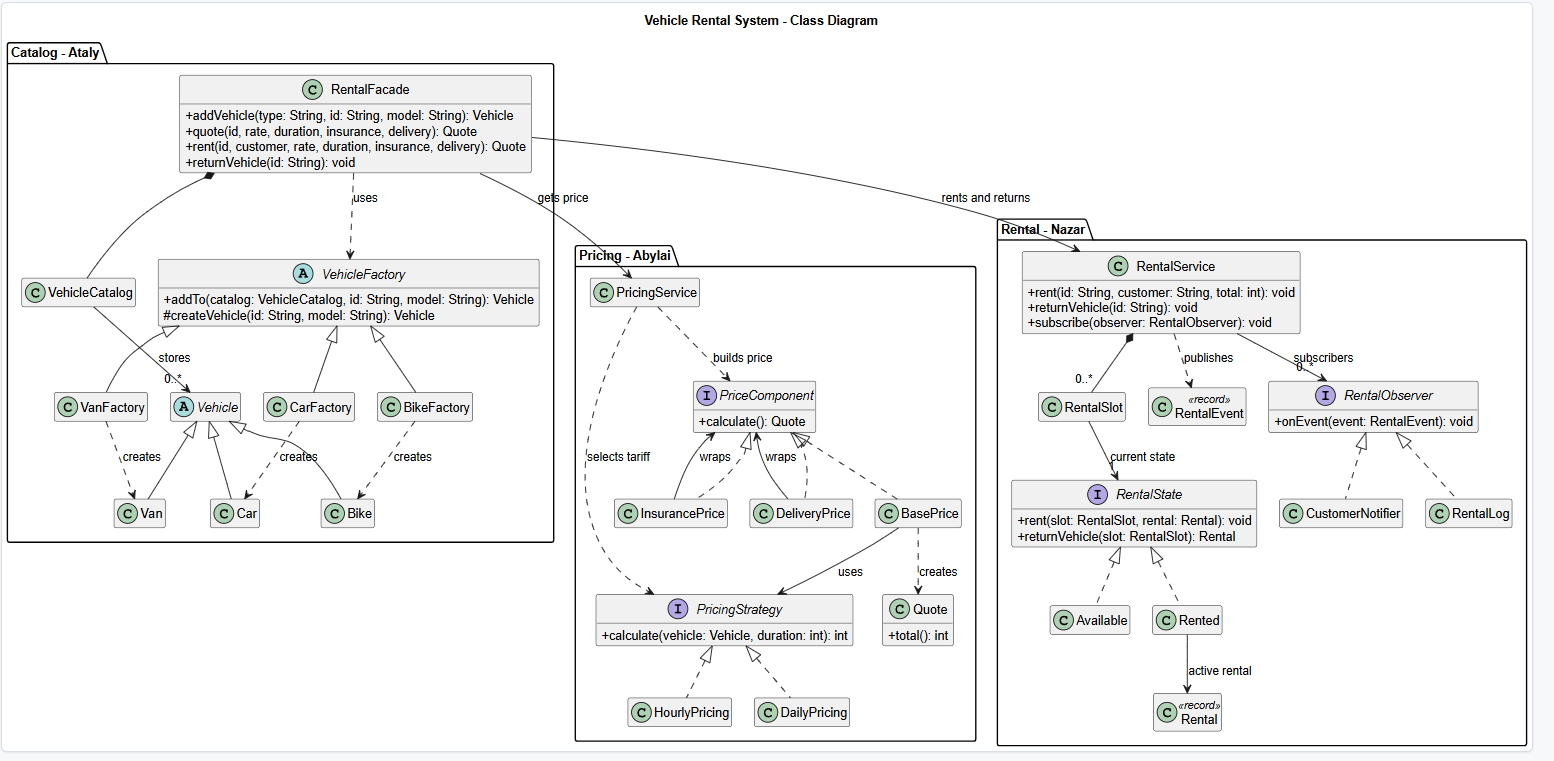 Vehicle Rental System - Class Diagram
Catalog - Ataly
C RentalFacade
+addVehicle(type: String, id: String, model: String): Vehicle
+quote(id, rate, duration, insurance, delivery): Quote
+rent(id, customer, rate, duration, insurance, delivery): Quote
+returnVehicle(id: String): void
uses
gets price
rents and returns
C VehicleCatalog
A VehicleFactory
+addTo(catalog: VehicleCatalog, id: String, model: String): Vehicle
#createVehicle(id: String, model: String): Vehicle
stores
0..*
C VanFactory
A Vehicle
C CarFactory
C BikeFactory
creates
creates
creates
C Van
C Car
C Bike
Pricing - Abylai
C PricingService
builds price
I PriceComponent
+calculate(): Quote
selects tariff
wraps
wraps
C InsurancePrice
C DeliveryPrice
C BasePrice
uses
creates
I PricingStrategy
+calculate(vehicle: Vehicle, duration: int): int
C Quote
+total(): int
C HourlyPricing
C DailyPricing
Rental - Nazar
C RentalService
+rent(id: String, customer: String, total: int): void
+returnVehicle(id: String): void
+subscribe(observer: RentalObserver): void
publishes
subscribers
0..*
0..*
C RentalSlot
C «record»
RentalEvent
I RentalObserver
+onEvent(event: RentalEvent): void
current state
1
I RentalState
+rent(slot: RentalSlot, rental: Rental): void
+returnVehicle(slot: RentalSlot): Rental
C CustomerNotifier
C RentalLog
C Available
C Rented
active rental
C «record»
Rental